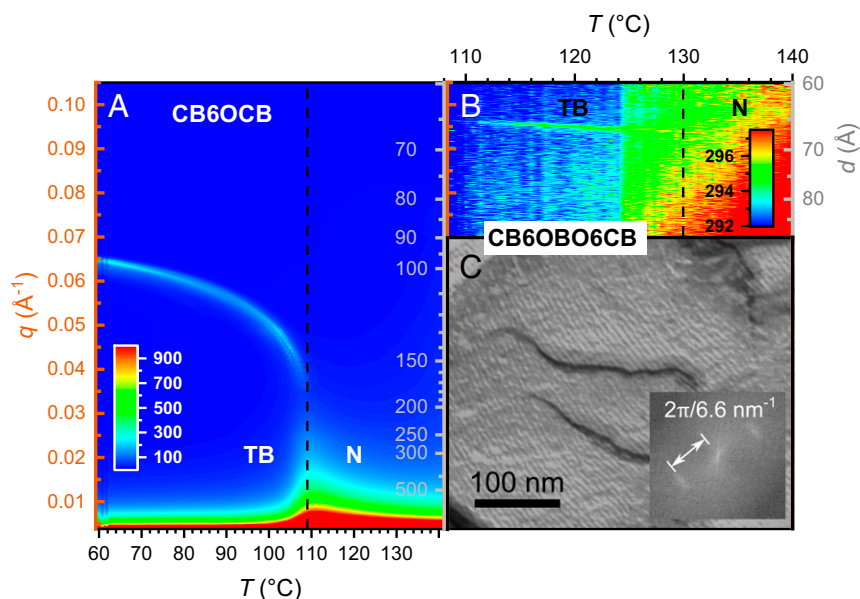 T (°C)
108 120 130 140
A
CB6OCB
B
TB
N
60
70
80
d (Å)
296
294
292
0.10
0.09
0.08
0.07
0.06
0.05
0.04
0.03
0.02
0.01
q (Å-1)
70
80
90
100
150
200
250
300
500
900
700
500
300
100
TB
N
60 70 80 90 100 110 120 130
T (°C)
CB6OBO6CB
C
2π/6.6 nm-1
100 nm